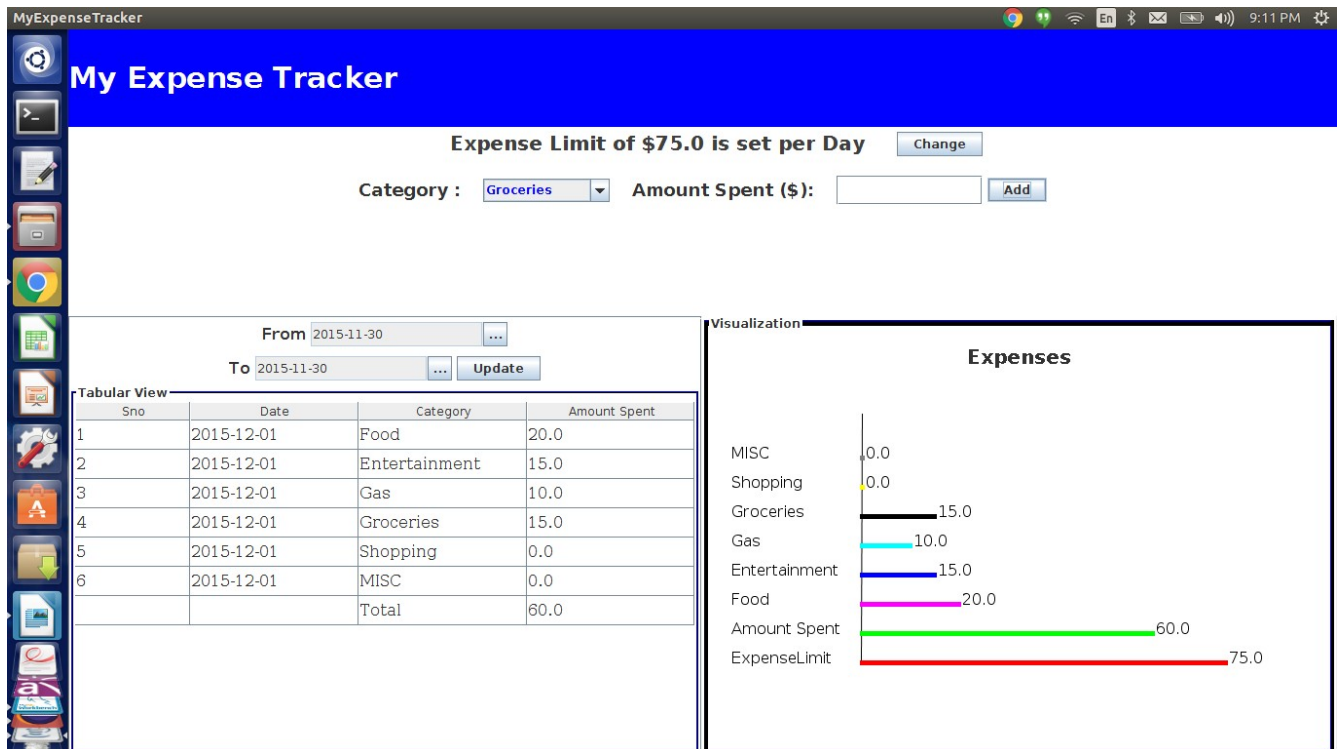 MyExpenseTracker
En
9:11 PM
My Expense Tracker
Expense Limit of $75.0 is set per Day Change
Category : Groceries Amount Spent ($): Add
From 2015-11-30 ...
To 2015-11-30 ... Update
Tabular View
Sno Date Category Amount Spent
1 2015-12-01 Food 20.0
2 2015-12-01 Entertainment 15.0
3 2015-12-01 Gas 10.0
4 2015-12-01 Groceries 15.0
5 2015-12-01 Shopping 0.0
6 2015-12-01 MISC 0.0
Total 60.0
Visualization
Expenses
MISC 0.0
Shopping 0.0
Groceries 15.0
Gas 10.0
Entertainment 15.0
Food 20.0
Amount Spent 60.0
ExpenseLimit 75.0